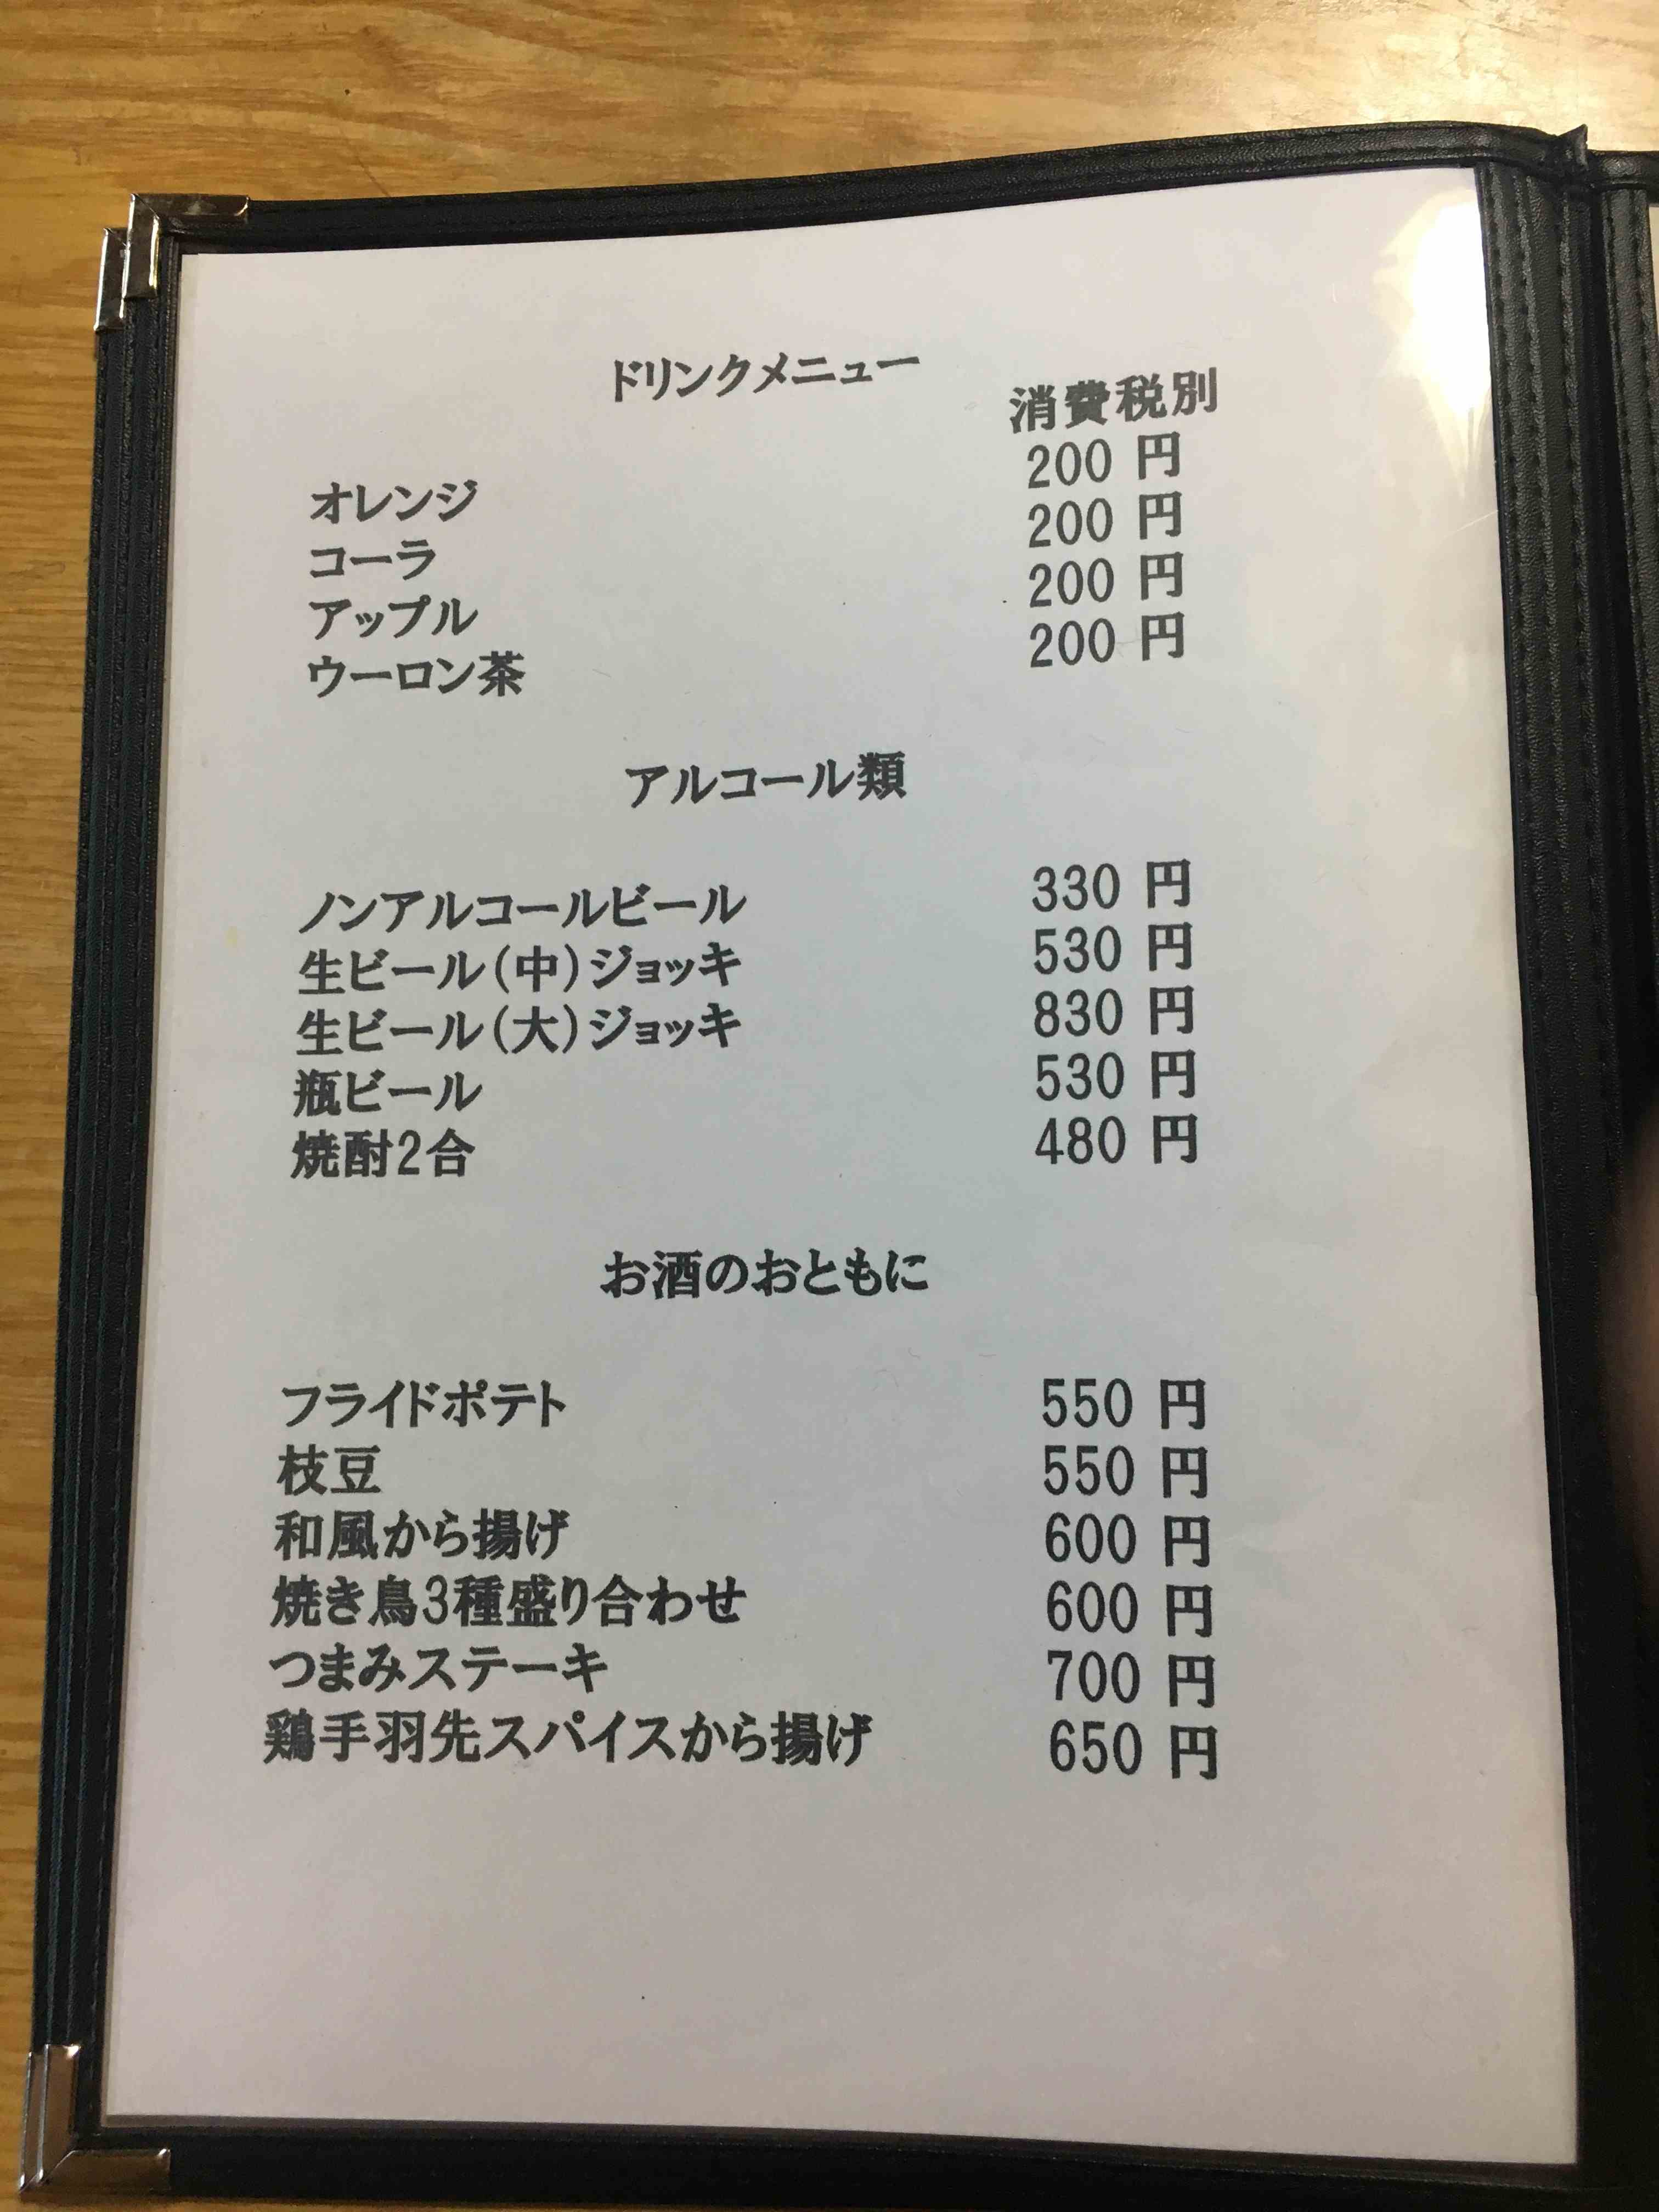 ドリンクメニュー
消費税別
オレンジ 200 円
コーラ 200 円
アップル 200 円
ウーロン茶 200 円
アルコール類
ノンアルコールビール 330 円
生ビール(中)ジョッキ 530 円
生ビール(大)ジョッキ 830 円
瓶ビール 530 円
焼酎2合 480 円
お酒のおともに
フライドポテト 550 円
枝豆 550 円
和風から揚げ 600 円
焼き鳥3種盛り合わせ 600 円
つまみステーキ 700 円
鶏手羽先スパイスから揚げ 650 円